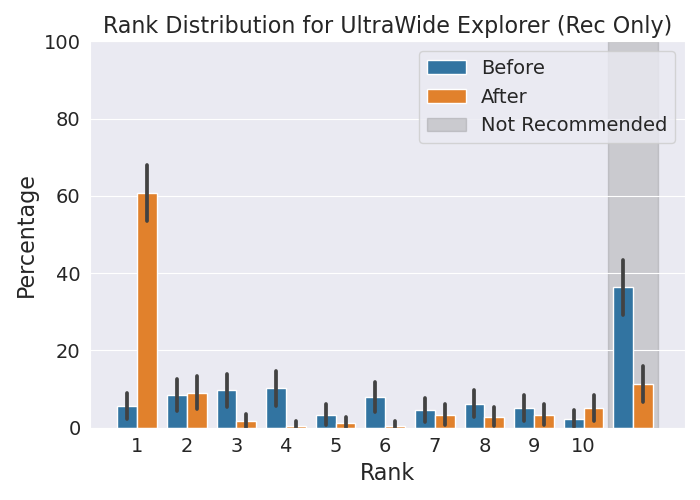 Rank Distribution for UltraWide Explorer (Rec Only)
100
80
60
40
20
0
Percentage
Before
After
Not Recommended
1 2 3 4 5 6 7 8 9 10
Rank